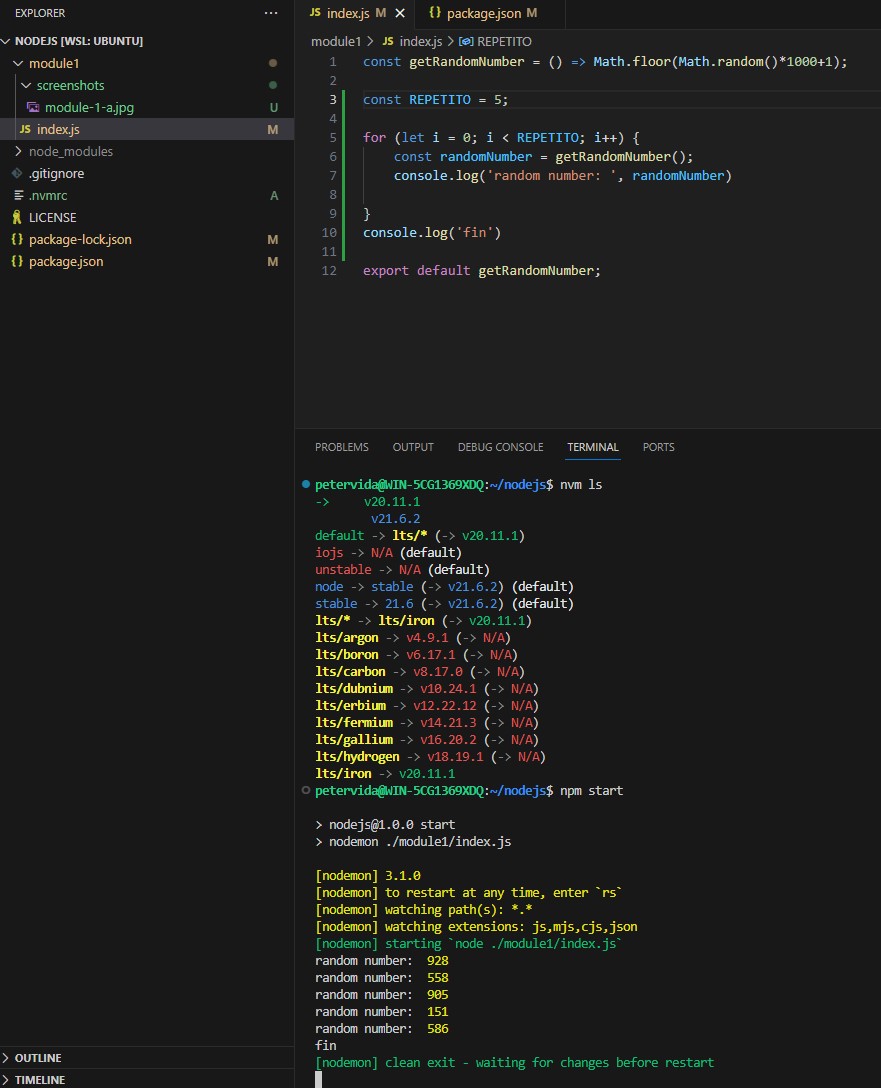 EXPLORER
NODEJS [WSL: UBUNTU]
module1
screenshots
module-1-a.jpg U
JS index.js M
node_modules
.gitignore
.nvmrc A
LICENSE
{} package-lock.json M
{} package.json M
OUTLINE
TIMELINE
JS index.js M
{} package.json M
module1 > JS index.js > REPETITO
1 const getRandomNumber = () => Math.floor(Math.random()*1000+1);
2
3 const REPETITO = 5;
4
5 for (let i = 0; i < REPETITO; i++) {
6 const randomNumber = getRandomNumber();
7 console.log('random number: ', randomNumber)
8
9 }
10 console.log('fin')
11
12 export default getRandomNumber;
PROBLEMS OUTPUT DEBUG CONSOLE TERMINAL PORTS
petervida@WIN-5CG1369XDQ:~/nodejs$ nvm ls
-> v20.11.1
v21.6.2
default -> lts/* (-> v20.11.1)
iojs -> N/A (default)
unstable -> N/A (default)
node -> stable (-> v21.6.2) (default)
stable -> 21.6 (-> v21.6.2) (default)
lts/* -> lts/iron (-> v20.11.1)
lts/argon -> v4.9.1 (-> N/A)
lts/boron -> v6.17.1 (-> N/A)
lts/carbon -> v8.17.0 (-> N/A)
lts/dubnium -> v10.24.1 (-> N/A)
lts/erbium -> v12.22.12 (-> N/A)
lts/fermium -> v14.21.3 (-> N/A)
lts/gallium -> v16.20.2 (-> N/A)
lts/hydrogen -> v18.19.1 (-> N/A)
lts/iron -> v20.11.1
petervida@WIN-5CG1369XDQ:~/nodejs$ npm start
> nodejs@1.0.0 start
> nodemon ./module1/index.js
[nodemon] 3.1.0
[nodemon] to restart at any time, enter `rs`
[nodemon] watching path(s): *.*
[nodemon] watching extensions: js,mjs,cjs,json
[nodemon] starting `node ./module1/index.js`
random number: 928
random number: 558
random number: 905
random number: 151
random number: 586
fin
[nodemon] clean exit - waiting for changes before restart